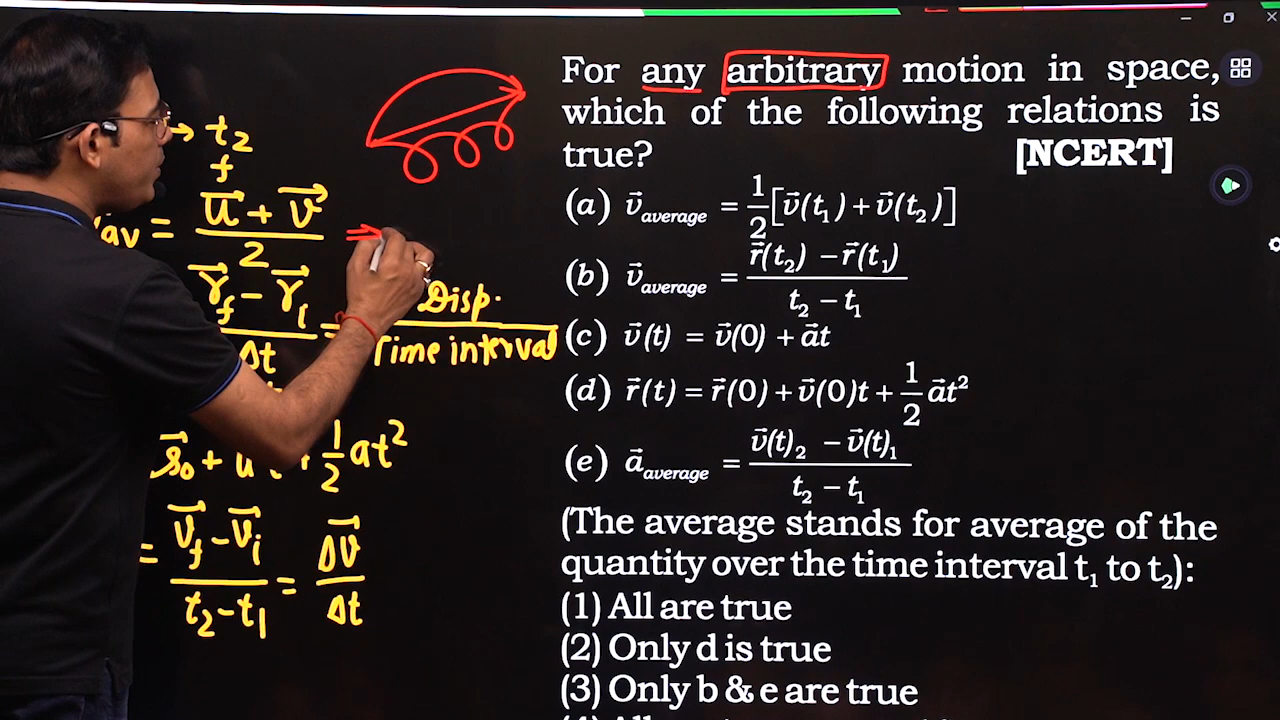 For any arbitrary motion in space,
which of the following relations is
true? [NCERT]
(a) v⃗average = 1/2[v⃗(t₁) + v⃗(t₂)]
(b) v⃗average = r⃗(t₂) − r⃗(t₁) / t₂ − t₁
(c) v⃗(t) = v⃗(0) + a⃗t
(d) r⃗(t) = r⃗(0) + v⃗(0)t + 1/2 a⃗t²
(e) a⃗average = v⃗(t)₂ − v⃗(t)₁ / t₂ − t₁
(The average stands for average of the
quantity over the time interval t₁ to t₂):
(1) All are true
(2) Only d is true
(3) Only b & e are true
→ t₂
av = u⃗ + v⃗ / 2
r⃗f − r⃗1 / Δt = Disp. / Time interval
+ 1/2 at²
= v⃗f − v⃗i / t₂ − t₁ = Δv⃗ / Δt